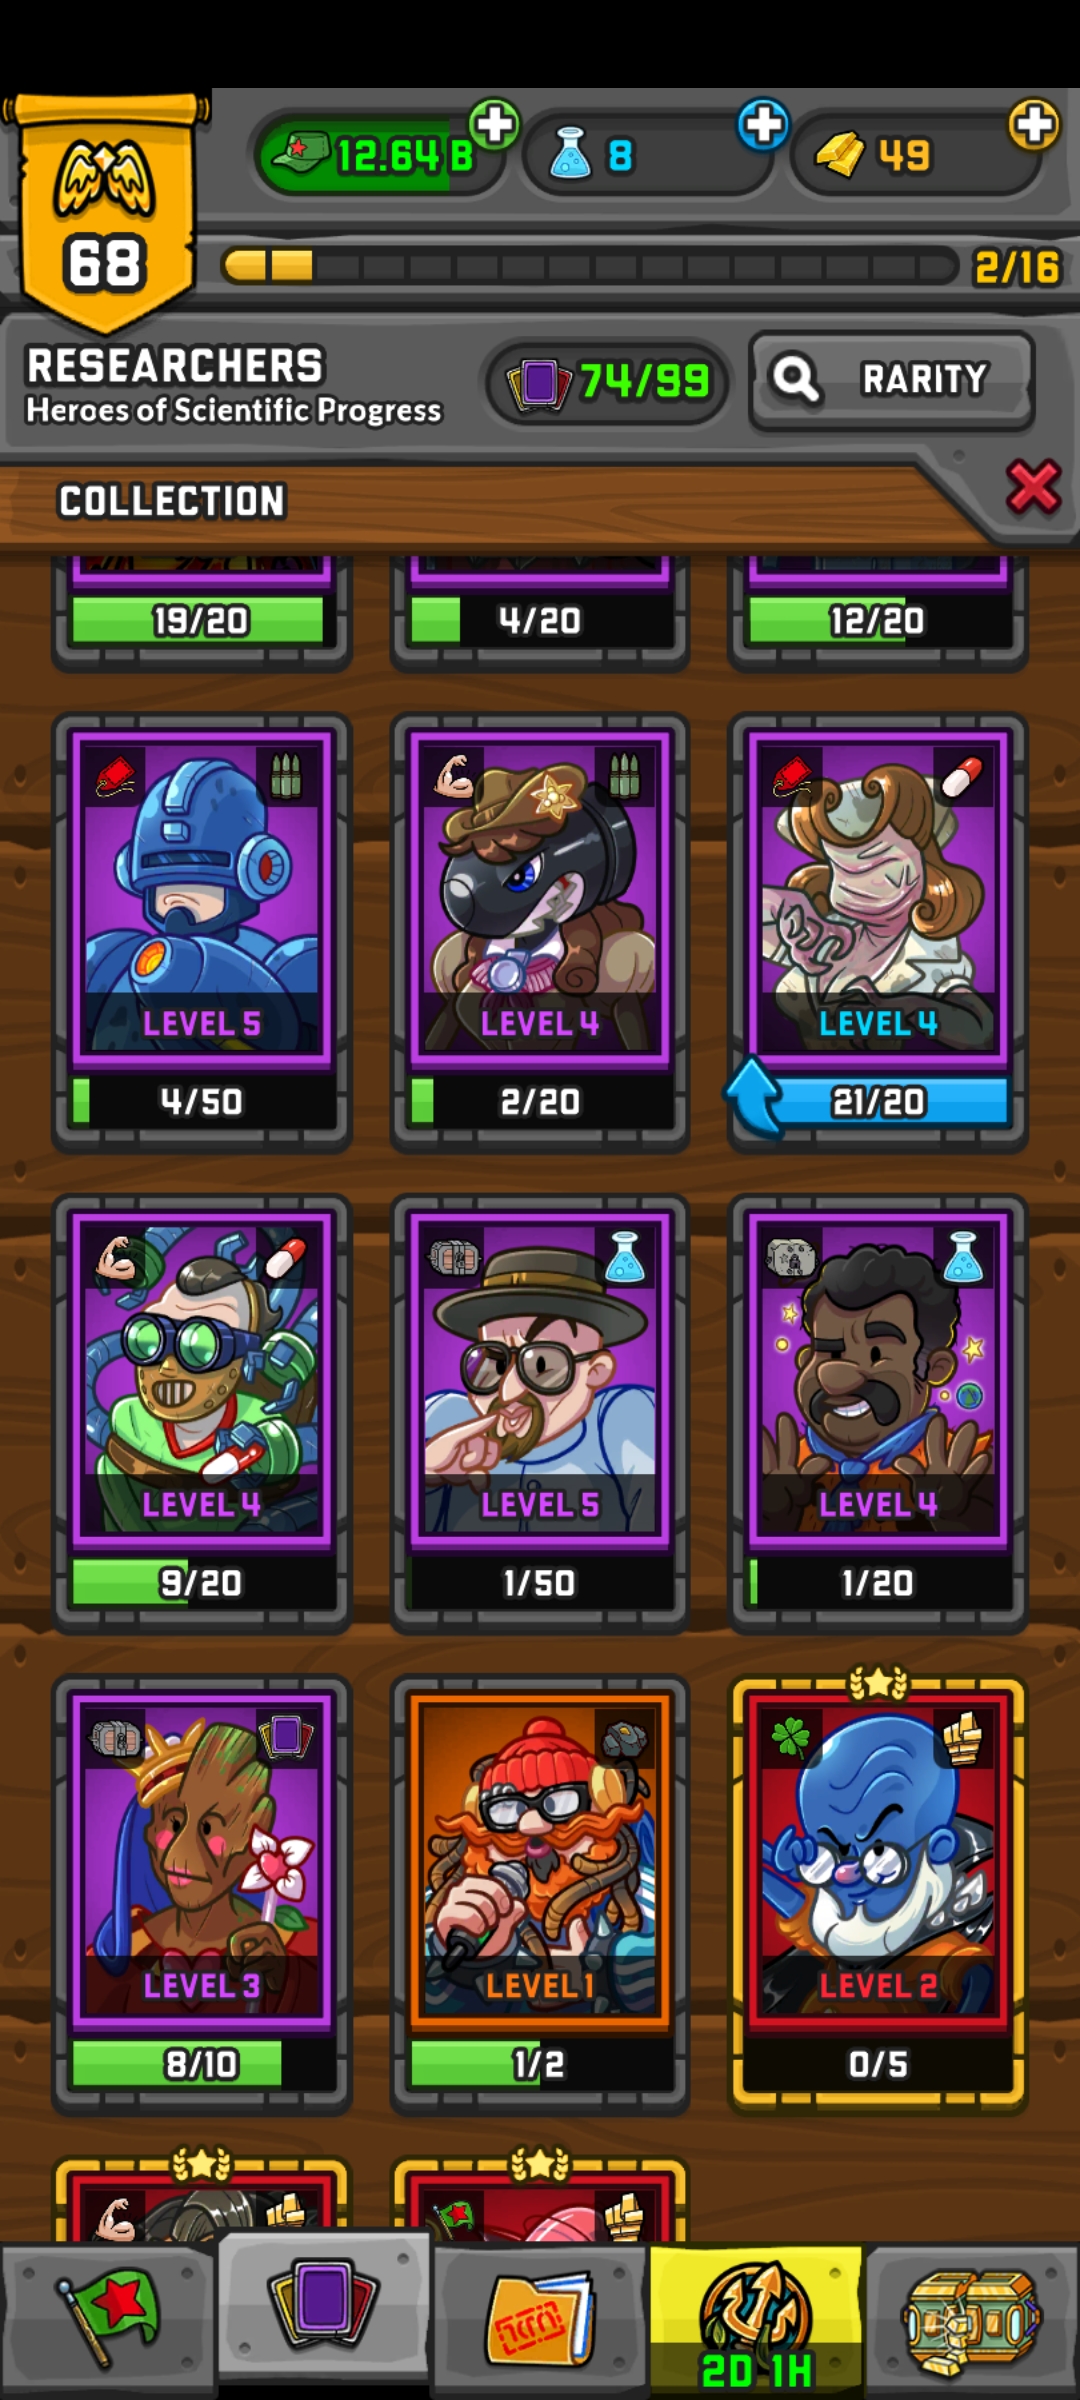 12.64 B
8
49
68
2/16
RESEARCHERS
Heroes of Scientific Progress
74/99
RARITY
COLLECTION
19/20
4/20
12/20
LEVEL 5
LEVEL 4
LEVEL 4
4/50
2/20
21/20
LEVEL 4
LEVEL 5
LEVEL 4
9/20
1/50
1/20
LEVEL 3
LEVEL 1
LEVEL 2
8/10
1/2
0/5
2D 1H